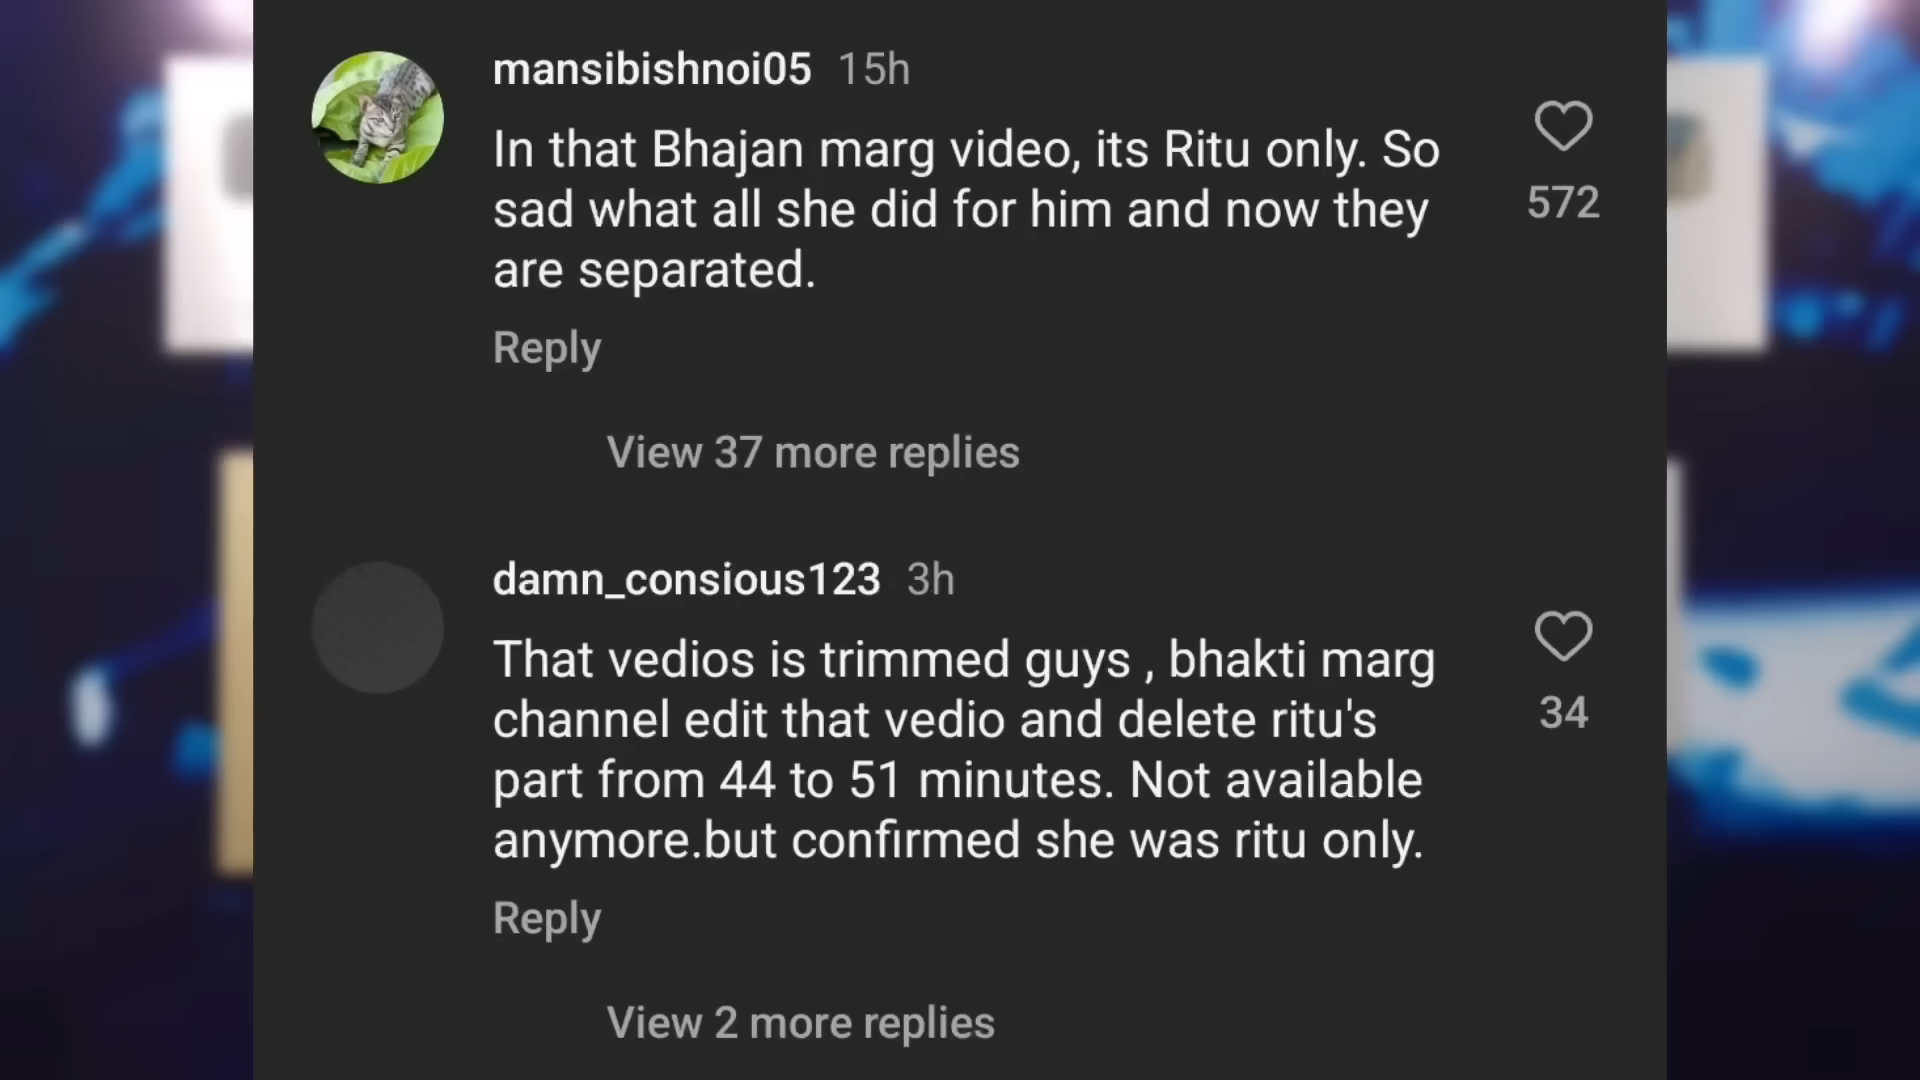 mansibishnoi05 15h
In that Bhajan marg video, its Ritu only. So
sad what all she did for him and now they
are separated.
572
Reply
View 37 more replies
damn_consious123 3h
That vedios is trimmed guys , bhakti marg
channel edit that vedio and delete ritu's
part from 44 to 51 minutes. Not available
anymore.but confirmed she was ritu only.
34
Reply
View 2 more replies